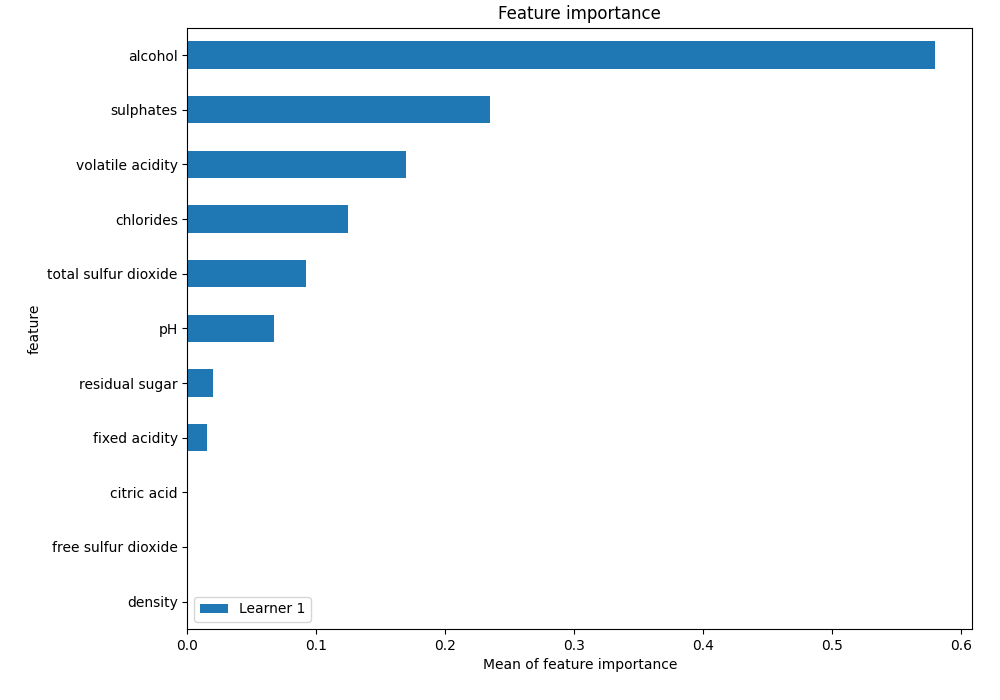 Feature importance
alcohol
sulphates
volatile acidity
chlorides
total sulfur dioxide
pH
residual sugar
fixed acidity
citric acid
free sulfur dioxide
density
feature
Learner 1
0.0 0.1 0.2 0.3 0.4 0.5 0.6
Mean of feature importance